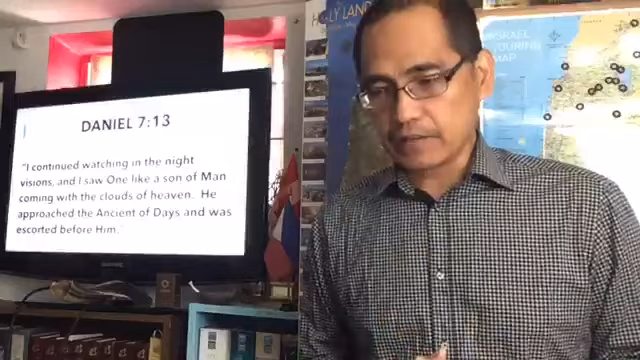 DANIEL 7:13
"I continued watching in the night
visions, and I saw One like a son of Man
coming with the clouds of heaven. He
approached the Ancient of Days and was
escorted before Him."
HOLY LAND
ISRAEL
TOURING
MAP